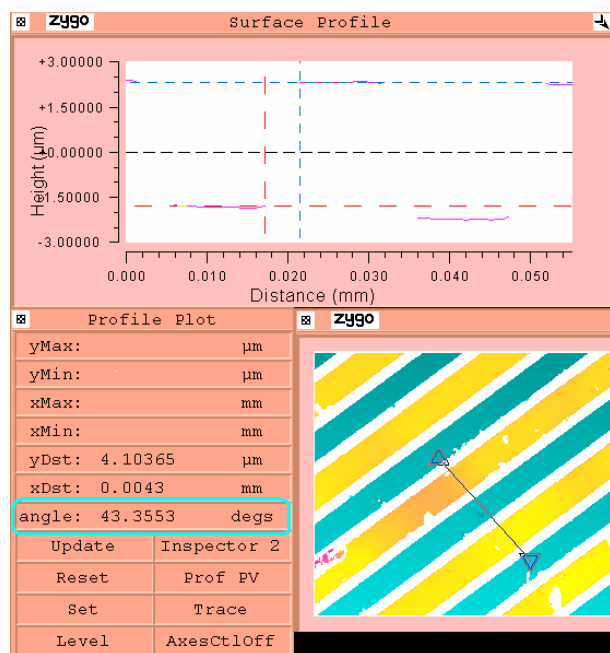 zygo Surface Profile
+3.00000
+1.50000
+0.00000
-1.50000
-3.00000
Height (µm)
0.000 0.010 0.020 0.030 0.040 0.050
Distance (mm)
Profile Plot
zygo
yMax: µm
yMin: µm
xMax: mm
xMin: mm
yDst: 4.10365 µm
xDst: 0.0043 mm
angle: 43.3553 degs
Update Inspector 2
Reset Prof PV
Set Trace
Level AxesCtlOff